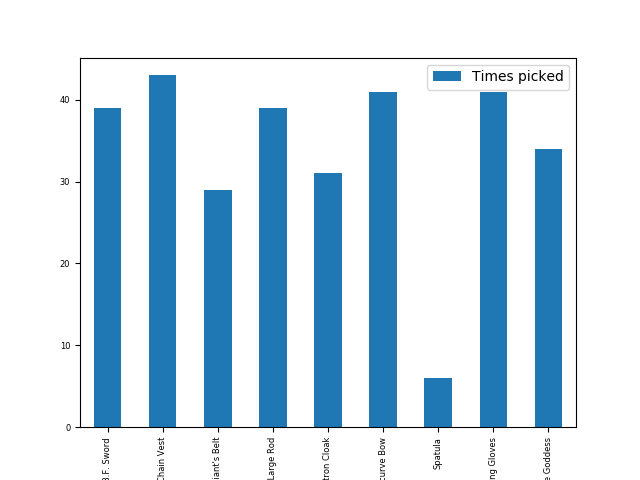 Times picked
40
30
20
10
0
B.F. Sword
Chain Vest
iant's Belt
Large Rod
tron Cloak
curve Bow
Spatula
ng Gloves
e Goddess